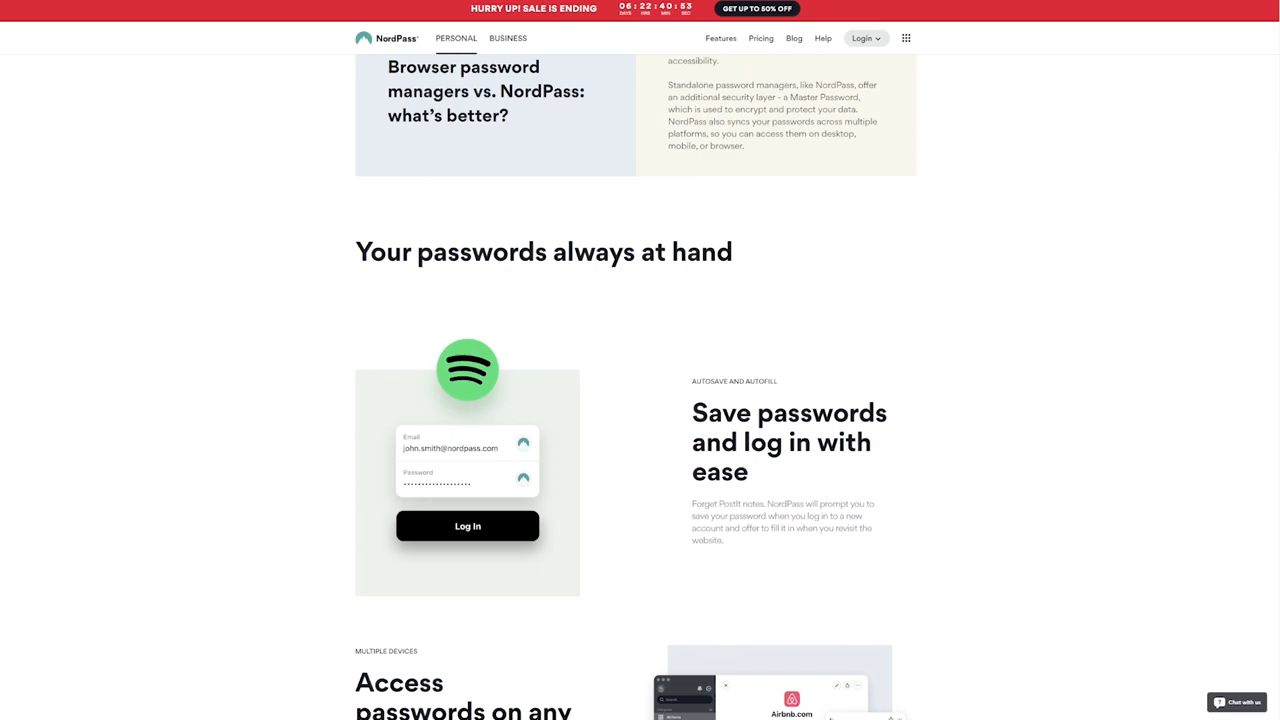 HURRY UP! SALE IS ENDING
06 : 22 : 40 : 53
DAYS HRS MIN SEC
GET UP TO 50% OFF
NordPass®
PERSONAL
BUSINESS
Features
Pricing
Blog
Help
Login
Browser password
managers vs. NordPass:
what’s better?
accessibility.
Standalone password managers, like NordPass, offer
an additional security layer - a Master Password,
which is used to encrypt and protect your data.
NordPass also syncs your passwords across multiple
platforms, so you can access them on desktop,
mobile, or browser.
Your passwords always at hand
Email
john.smith@nordpass.com
Password
Log In
AUTOSAVE AND AUTOFILL
Save passwords
and log in with
ease
Forget PostIt notes. NordPass will prompt you to
save your password when you log in to a new
account and offer to fill it in when you revisit the
website.
MULTIPLE DEVICES
Access
passwords on any
Search
Airbnb.com
Chat with us